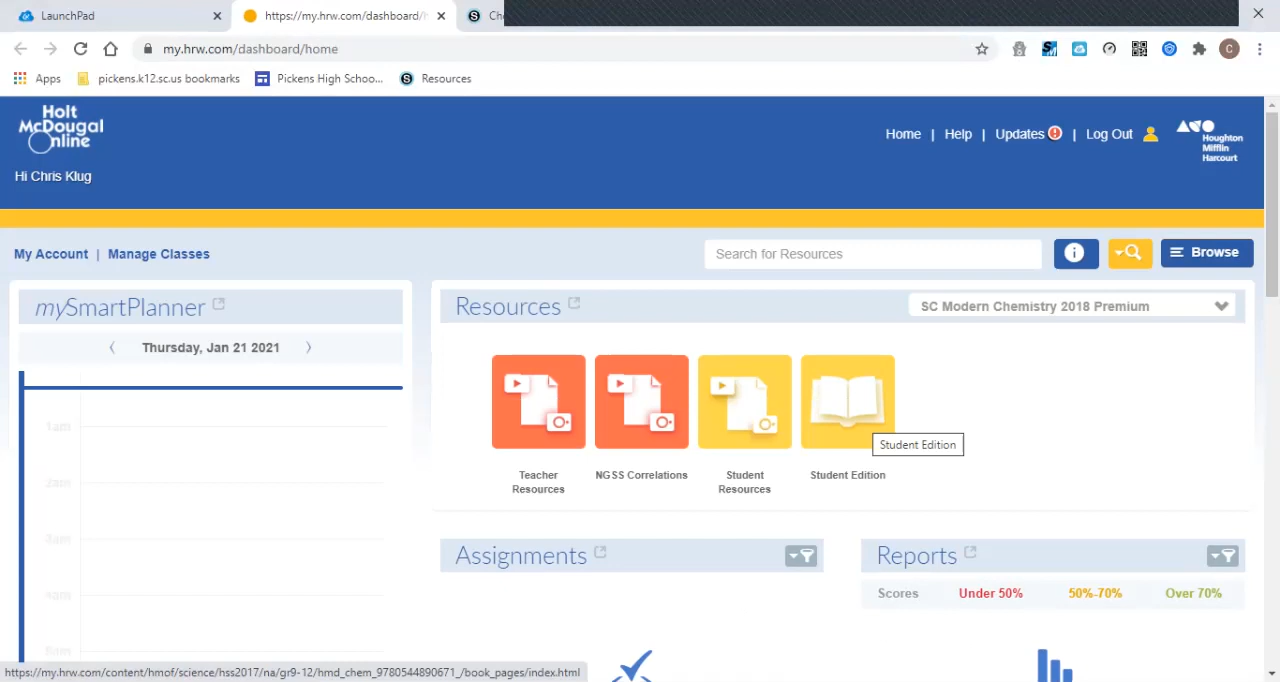 LaunchPad
https://my.hrw.com/dashboard/
my.hrw.com/dashboard/home
Apps
pickens.k12.sc.us bookmarks
Pickens High Schoo...
Resources
Holt
McDougal
Online
Hi Chris Klug
Home | Help | Updates | Log Out
Houghton
Mifflin
Harcourt
My Account | Manage Classes
Search for Resources
Browse
mySmartPlanner
Thursday, Jan 21 2021
1am
2am
3am
4am
Resources
SC Modern Chemistry 2018 Premium
Teacher
Resources
NGSS Correlations
Student
Resources
Student Edition
Student Edition
Assignments
Reports
Scores
Under 50%
50%-70%
Over 70%
https://my.hrw.com/content/hmof/science/hss2017/na/gr9-12/hmd_chem_9780544890671_/book_pages/index.html